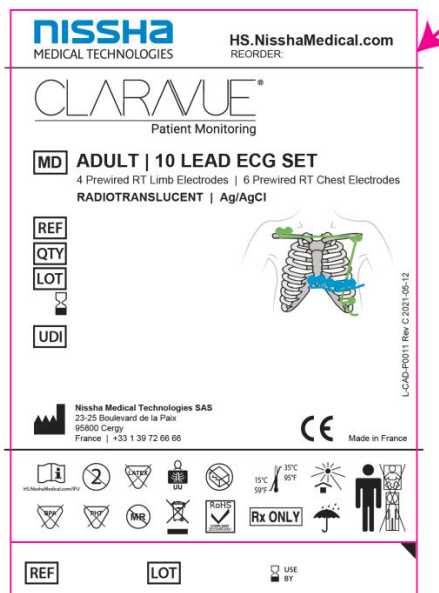 nissha
MEDICAL TECHNOLOGIES
HS.NisshaMedical.com
REORDER:
CLARAVUE®
Patient Monitoring
MD ADULT | 10 LEAD ECG SET
4 Prewired RT Limb Electrodes | 6 Prewired RT Chest Electrodes
RADIOTRANSLUCENT | Ag/AgCl
REF
QTY
LOT
UDI
L-CAD-P0011 Rev C 2021-05-12
Nissha Medical Technologies SAS
23-25 Boulevard de la Paix
95800 Cergy
France | +33 1 39 72 66 66
CE
Made in France
i
HS.NisshaMedical.com/IFU
2
LATEX
UU
15°C
59°F
35°C
95°F
BPA
PHT
MR
RoHS
Rx ONLY
REF
LOT
USE
BY